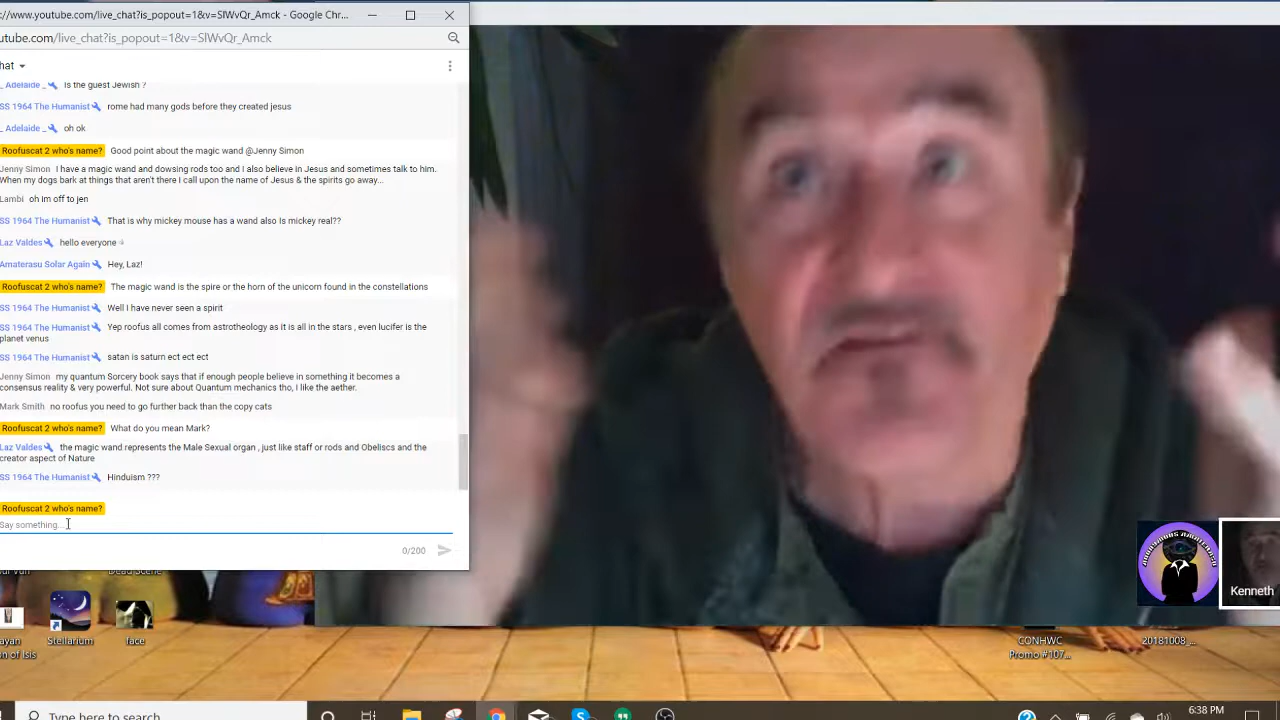 //www.youtube.com/live_chat?is_popout=1&v=SlWvQr_Amck - Google Chr...
utube.com/live_chat?is_popout=1&v=SlWvQr_Amck
hat
_ Adelaide _ Is the guest Jewish ?
SS 1964 The Humanist rome had many gods before they created jesus
_ Adelaide _ oh ok
Roofuscat 2 who's name? Good point about the magic wand @Jenny Simon
Jenny Simon I have a magic wand and dowsing rods too and I also believe in Jesus and sometimes talk to him.
When my dogs bark at things that aren't there I call upon the name of Jesus & the spirits go away...
Lambi oh im off to jen
SS 1964 The Humanist That is why mickey mouse has a wand also Is mickey real??
Laz Valdes hello everyone
Amaterasu Solar Again Hey, Laz!
Roofuscat 2 who's name? The magic wand is the spire or the horn of the unicorn found in the constellations
SS 1964 The Humanist Well I have never seen a spirit
SS 1964 The Humanist Yep roofus all comes from astrotheology as it is all in the stars , even lucifer is the
planet venus
SS 1964 The Humanist satan is saturn ect ect ect
Jenny Simon my quantum Sorcery book says that if enough people believe in something it becomes a
consensus reality & very powerful. Not sure about Quantum mechanics tho, I like the aether.
Mark Smith no roofus you need to go further back than the copy cats
Roofuscat 2 who's name? What do you mean Mark?
Laz Valdes the magic wand represents the Male Sexual organ , just like staff or rods and Obeliscs and the
creator aspect of Nature
SS 1964 The Humanist Hinduism ???
Roofuscat 2 who's name?
Say something...
0/200
Dead Scene
ayan
on of Isis
Stellarium
face
Kenneth
CONHWC
Promo #107...
20181008_...
Type here to search
6:38 PM